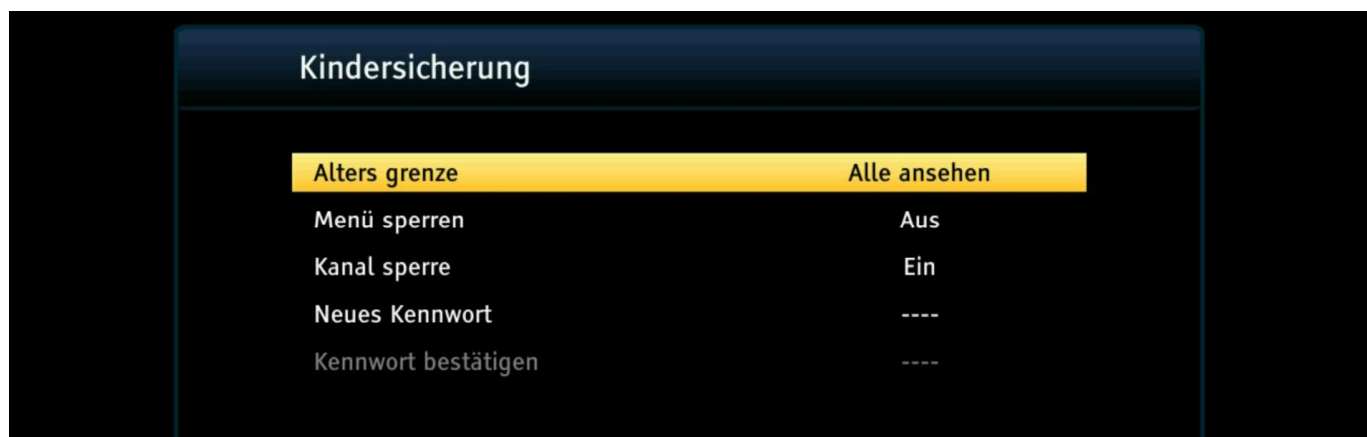 Kindersicherung
Alters grenze Alle ansehen
Menü sperren Aus
Kanal sperre Ein
Neues Kennwort ----
Kennwort bestätigen ----